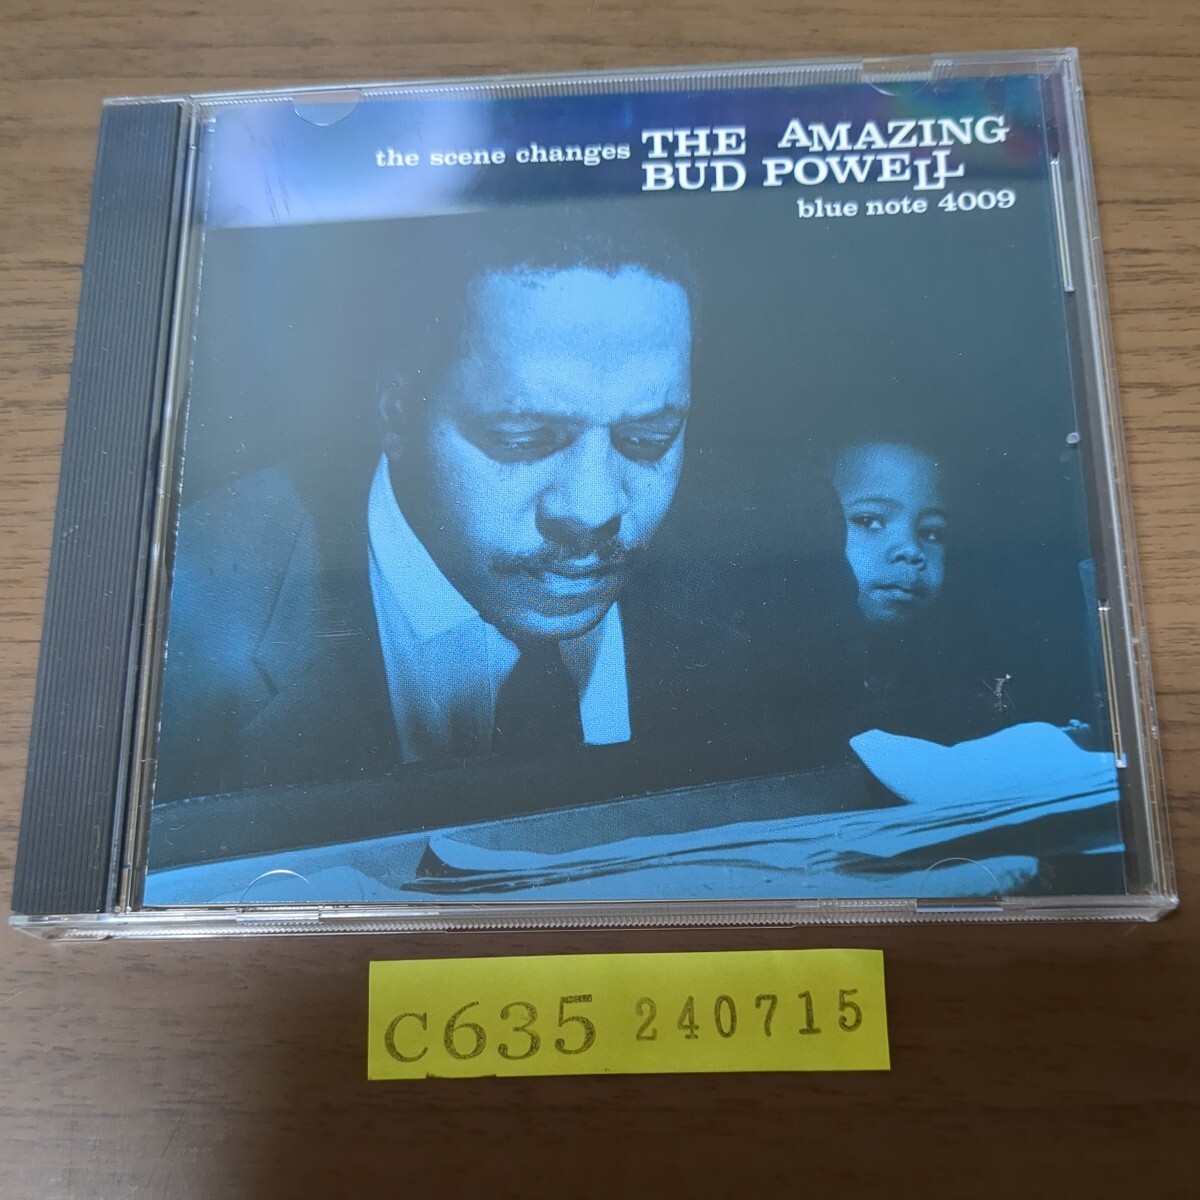 the scene changes THE AMAZING
BUD POWELL
blue note 4009
C635 240715